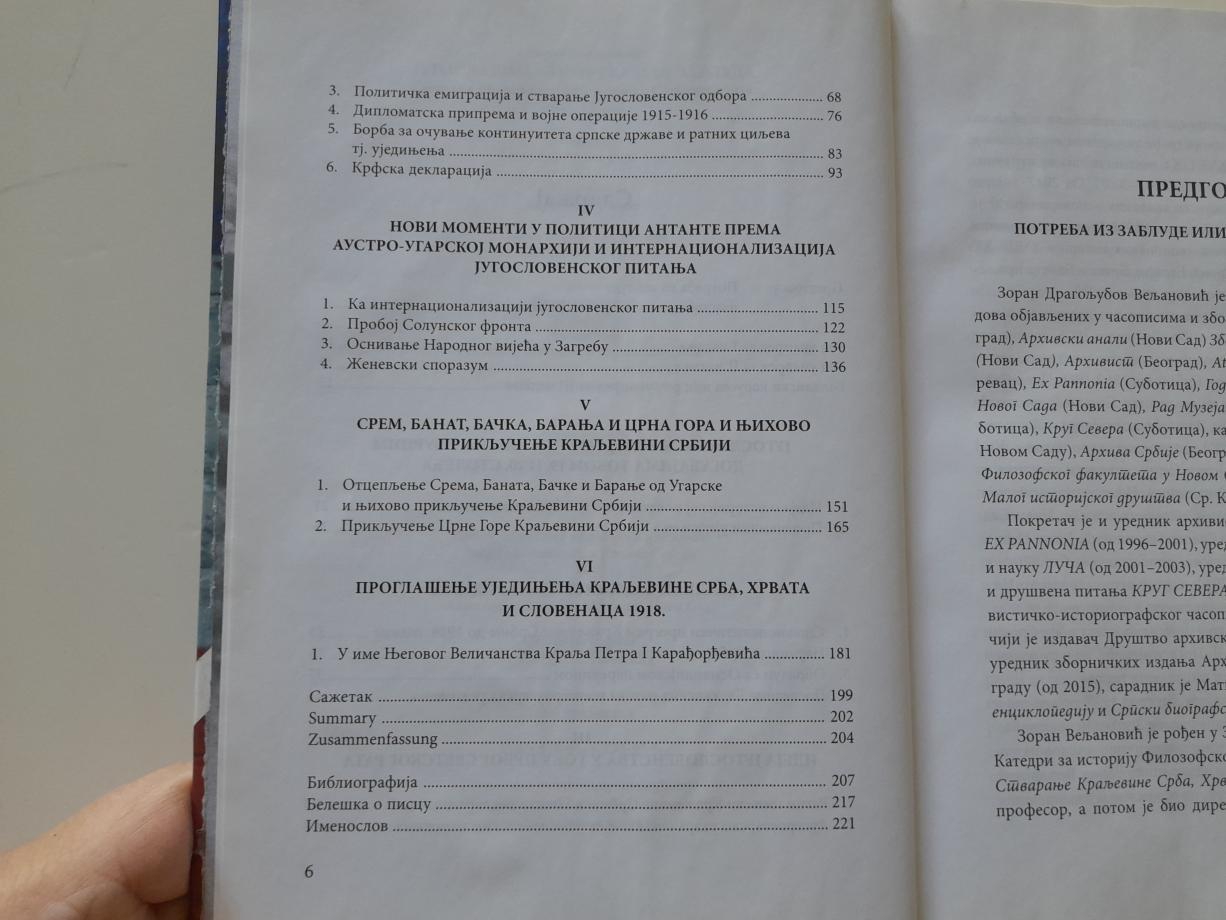 3. Политичка емиграција и стварање Југословенског одбора ................... 68
4. Дипломатска припрема и војне операције 1915-1916 .............................. 76
5. Борба за очување континуитета српске државе и ратних циљева
тј. уједињења ..................................................................................................... 83
6. Крфска декларација ......................................................................................... 93
IV
НОВИ МОМЕНТИ У ПОЛИТИЦИ АНТАНТЕ ПРЕМА
АУСТРО-УГАРСКОЈ МОНАРХИЈИ И ИНТЕРНАЦИОНАЛИЗАЦИЈА
ЈУГОСЛОВЕНСКОГ ПИТАЊА
1. Ка интернационализацији југословенског питања ................................. 115
2. Пробој Солунског фронта ............................................................................ 122
3. Оснивање Народног вијећа у Загребу ........................................................ 130
4. Женевски споразум ........................................................................................ 136
V
СРЕМ, БАНАТ, БАЧКА, БАРАЊА И ЦРНА ГОРА И ЊИХОВО
ПРИКЉУЧЕЊЕ КРАЉЕВИНИ СРБИЈИ
1. Отцепљење Срема, Баната, Бачке и Барање од Угарске
и њихово прикључење Краљевини Србији ................................................ 151
2. Прикључење Црне Горе Краљевини Србији .............................................. 165
VI
ПРОГЛАШЕЊЕ УЈЕДИЊЕЊА КРАЉЕВИНЕ СРБА, ХРВАТА
И СЛОВЕНАЦА 1918.
1. У име Његовог Величанства Краља Петра I Карађорђевића ................ 181
Сажетак ..................................................................................................................... 199
Summary .................................................................................................................... 202
Zusammenfassung .................................................................................................... 204
Библиографија ......................................................................................................... 207
Белешка о писцу ...................................................................................................... 217
Именослов ................................................................................................................ 221
6
ПРЕДГО
ПОТРЕБА ИЗ ЗАБЛУДЕ ИЛИ
Зоран Драгољубов Вељановић је
дова објављених у часописима и збо
град), Архивски анали (Нови Сад) Зб
(Нови Сад), Архивист (Београд), At
ревац), Ex Pannonia (Суботица), Год
Новог Сада (Нови Сад), Рад Музеја
ботица), Круг Севера (Суботица), ка
Новом Саду), Архива Србије (Беогр
Филозофског факултета у Новом
Малог историјског друштва (Ср. К
Покретач је и уредник архиви
EX PANNONIA (од 1996–2001), уре
и науку ЛУЧА (од 2001–2003), уред
и друштвена питања КРУГ СЕВЕРА
вистичко-историографског часоп
чији је издавач Друштво архивск
уредник зборничких издања Арх
граду (од 2015), сарадник је Мат
енциклопедију и Српски биографс
Зоран Вељановић је рођен у З
Катедри за историју Филозофско
Стварање Краљевине Срба, Хрв
професор, а потом је био дире